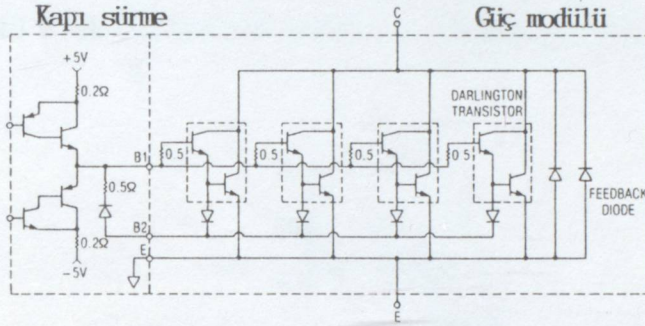 Kapı sürme
Güç modülü
C
+5V
0.2Ω
DARLINGTON
TRANSISTOR
B1
0.5
0.5
0.5
0.5
0.5Ω
FEEDBACK
DIODE
B2
0.2Ω
E
-5V
E